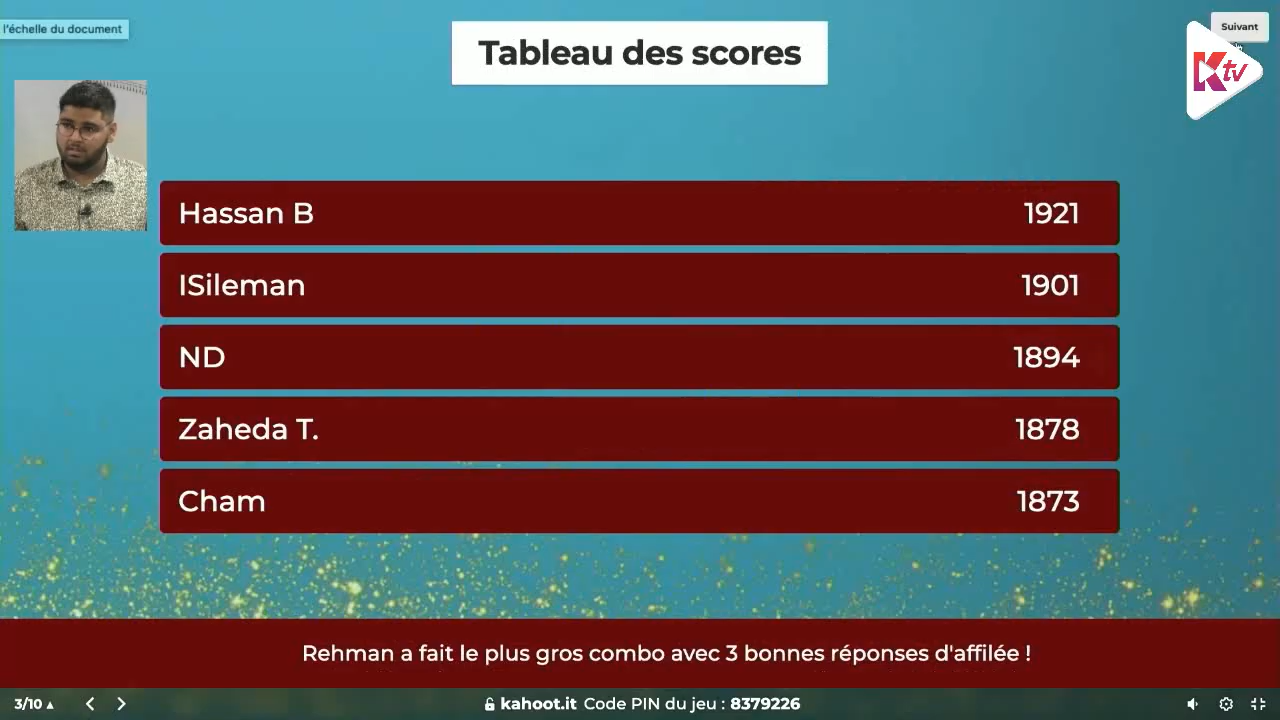 l'échelle du document
Tableau des scores
Suivant
Ktv
Hassan B 1921
ISileman 1901
ND 1894
Zaheda T. 1878
Cham 1873
Rehman a fait le plus gros combo avec 3 bonnes réponses d'affilée !
3/10 kahoot.it Code PIN du jeu : 8379226